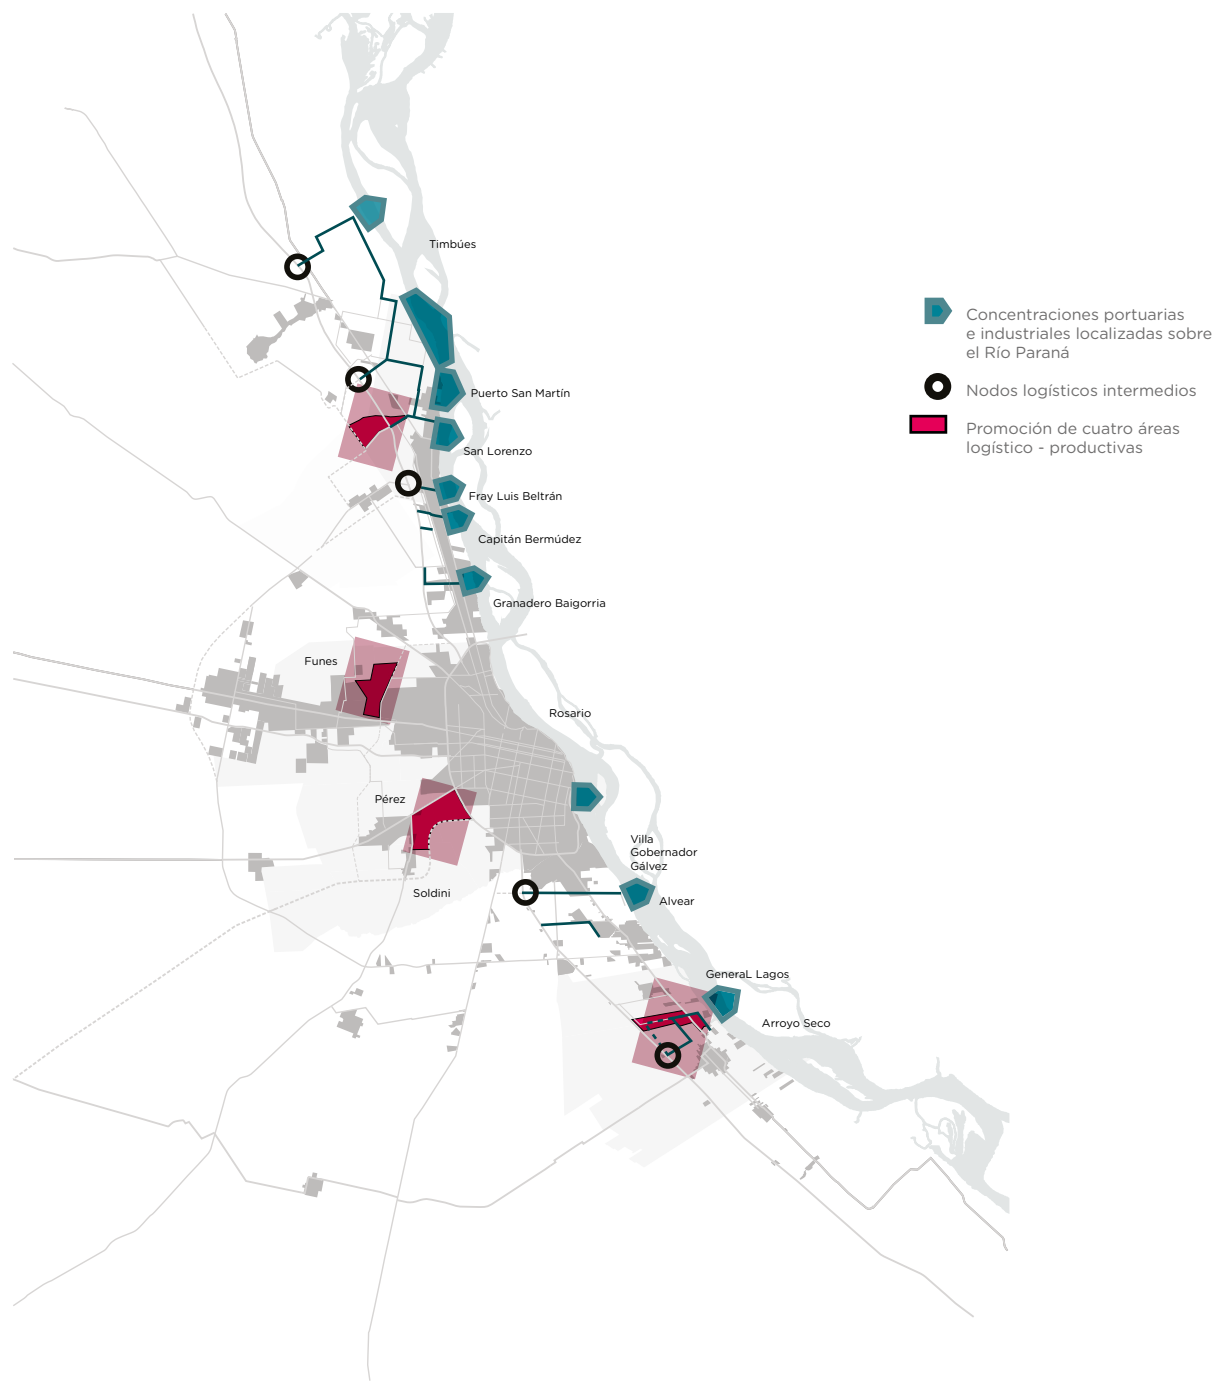 Timbúes
Concentraciones portuarias
e industriales localizadas sobre
el Río Paraná
Nodos logísticos intermedios
Promoción de cuatro áreas
logístico - productivas
Puerto San Martín
San Lorenzo
Fray Luis Beltrán
Capitán Bermúdez
Granadero Baigorria
Funes
Rosario
Pérez
Villa
Gobernador
Gálvez
Soldini
Alvear
GeneraL Lagos
Arroyo Seco